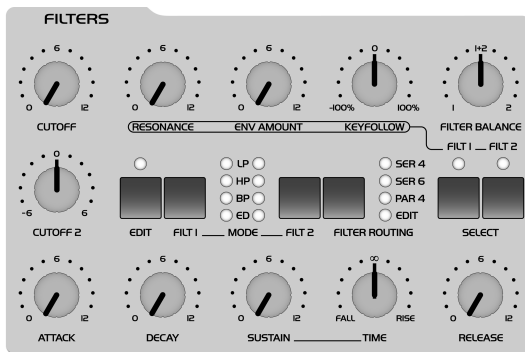 FILTERS
6 6 6 0 1+2
0 12 0 12 0 12 -100% 100% 1 2
CUTOFF RESONANCE ENV AMOUNT KEYFOLLOW FILTER BALANCE
FILT 1 FILT 2
0 LP SER 4
HP SER 6
BP PAR 4
-6 6 ED EDIT
CUTOFF 2 EDIT FILT 1 MODE FILT 2 FILTER ROUTING SELECT
6 6 6 ∞ 6
0 12 0 12 0 12 FALL RISE 0 12
ATTACK DECAY SUSTAIN TIME RELEASE